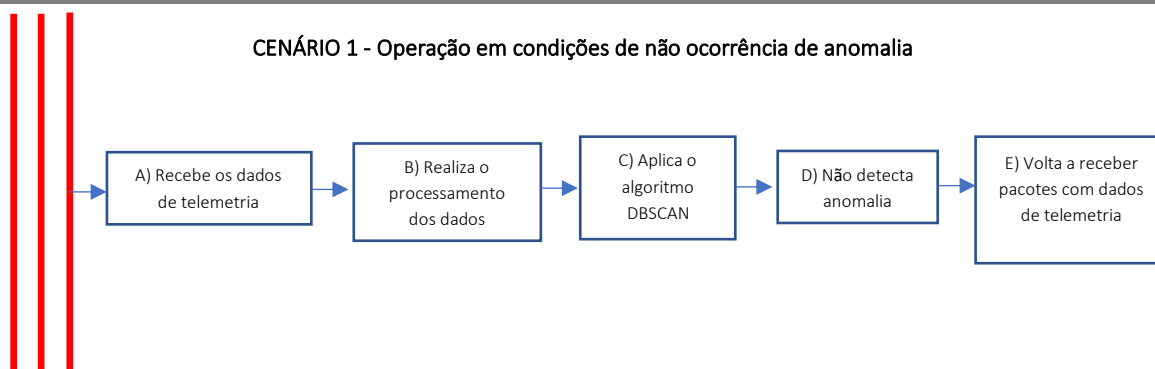 CENÁRIO 1 - Operação em condições de não ocorrência de anomalia
A) Recebe os dados
de telemetria
B) Realiza o
processamento
dos dados
C) Aplica o
algoritmo
DBSCAN
D) Não detecta
anomalia
E) Volta a receber
pacotes com dados
de telemetria